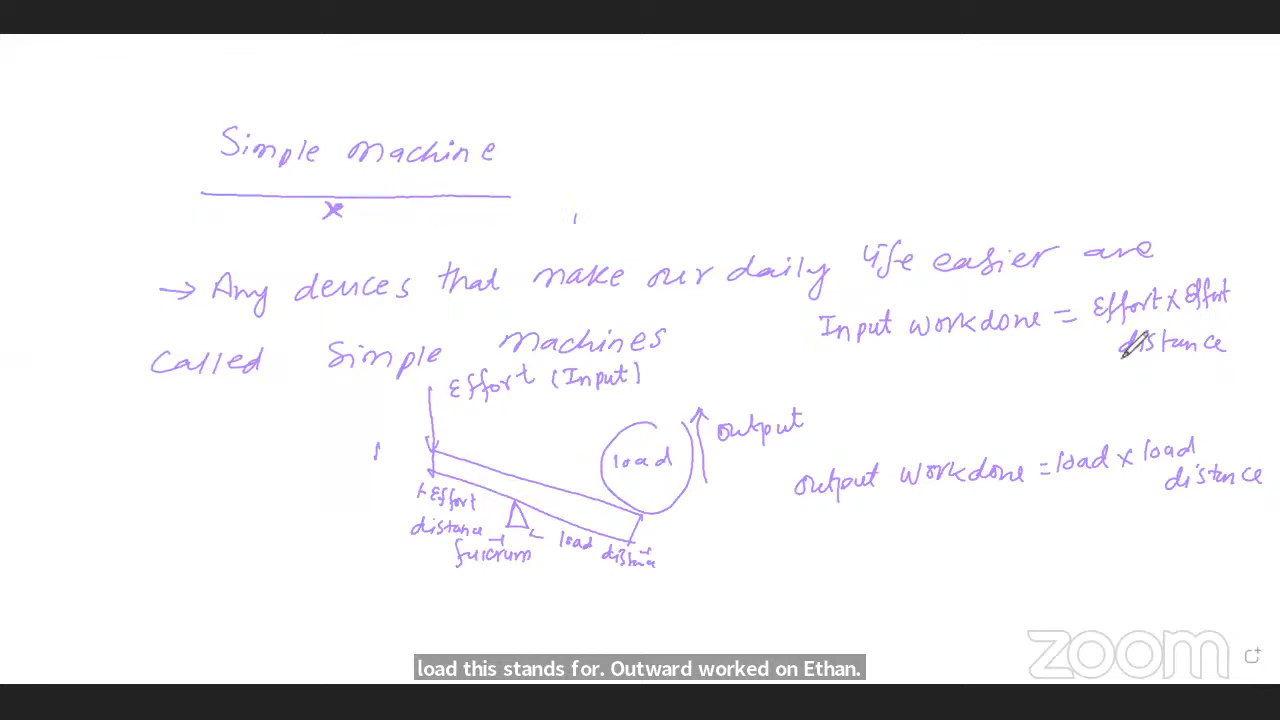 Simple machine
→ Any devices that make our daily life easier are
called simple machines
Input workdone = Effort x Effort
distance
Effort (Input)
load
output
output workdone = load x load
distance
Effort
distance
fulcrum
load distance
load this stands for. Outward worked on Ethan.
zoom